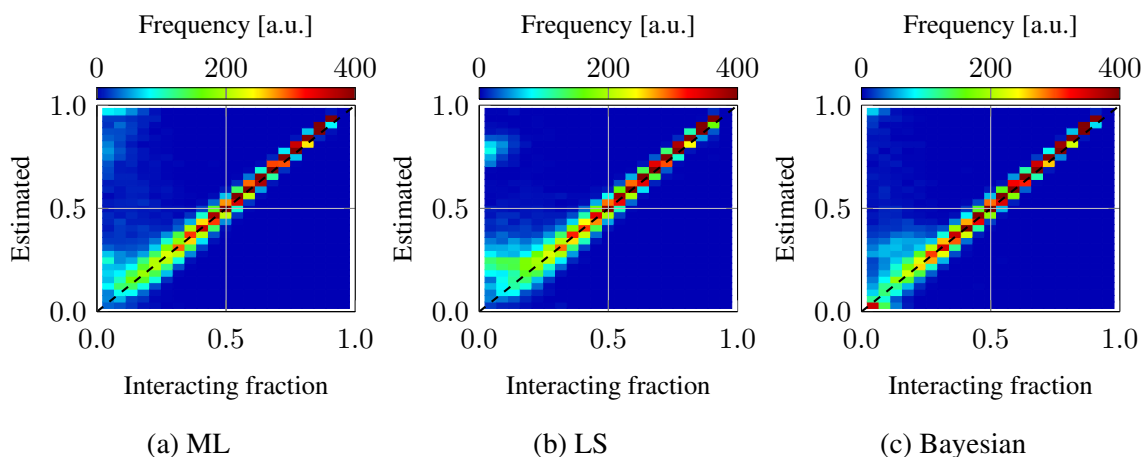 Frequency [a.u.] Frequency [a.u.] Frequency [a.u.]
0 200 400 0 200 400 0 200 400
1.0 1.0 1.0
Estimated Estimated Estimated
0.5 0.5 0.5
0.0 0.0 0.0
0.0 0.5 1.0 0.0 0.5 1.0 0.0 0.5 1.0
Interacting fraction Interacting fraction Interacting fraction
(a) ML (b) LS (c) Bayesian